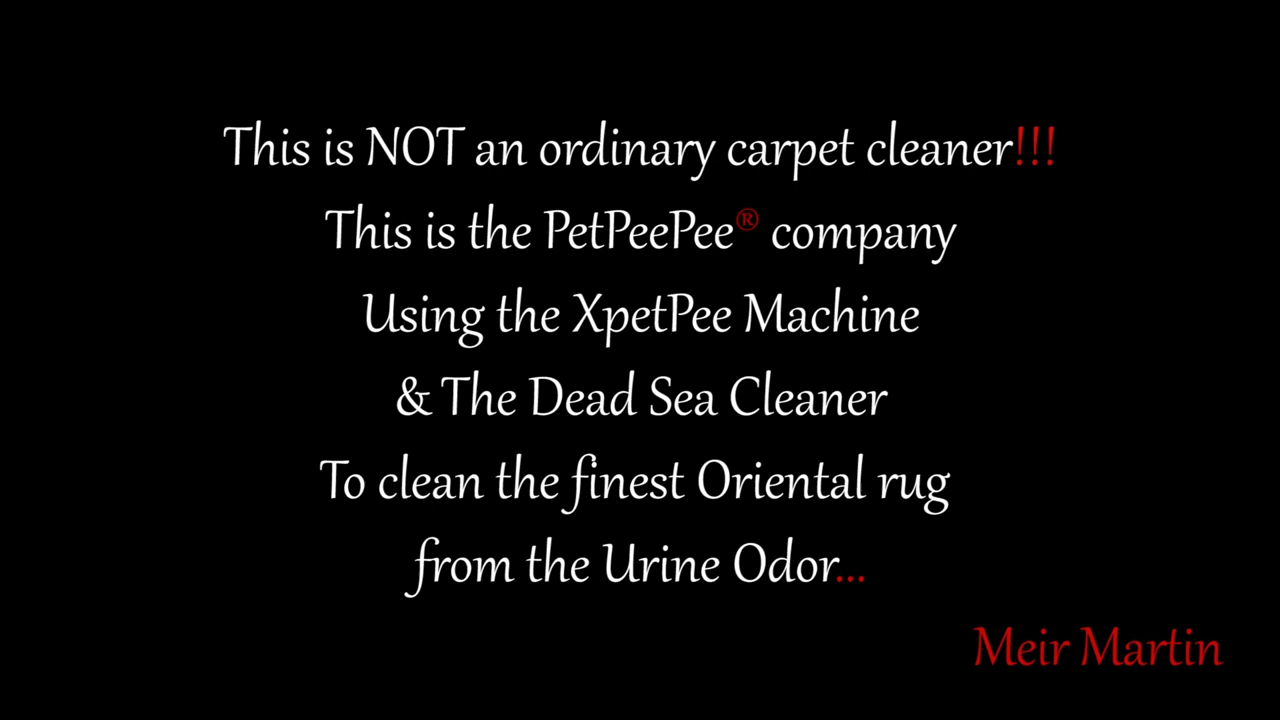 This is NOT an ordinary carpet cleaner!!!
This is the PetPeePee® company
Using the XpetPee Machine
& The Dead Sea Cleaner
To clean the finest Oriental rug
from the Urine Odor...
Meir Martin